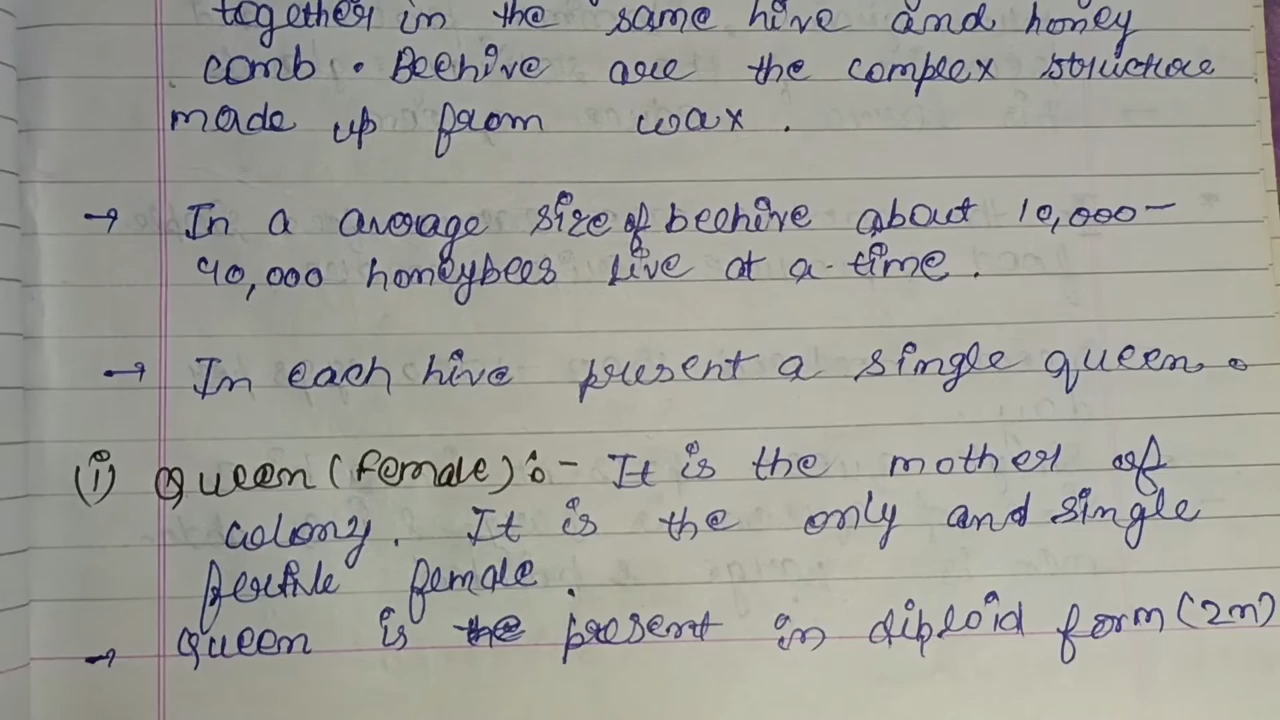 together in the same hive and honey
comb. Beehive are the complex structure
made up from wax.
→ In a average size of beehive about 10,000-
90,000 honeybees live at a time.
→ In each hive present a single queen.
(i) Queen (female):- It is the mother of
colony. It is the only and single
fertile female.
→ queen is the present in diploid form (2n)